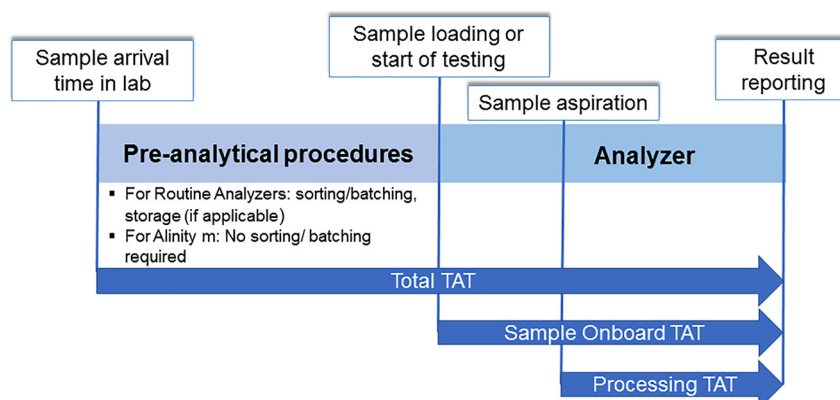 Sample arrival
time in lab
Sample loading or
start of testing
Sample aspiration
Result
reporting
Pre-analytical procedures
Analyzer
▪ For Routine Analyzers: sorting/batching,
storage (if applicable)
▪ For Alinity m: No sorting/ batching
required
Total TAT
Sample Onboard TAT
Processing TAT